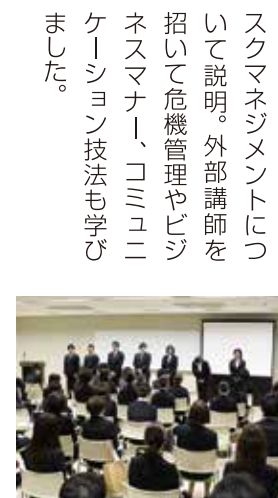 スクマネジメントにつ
いて説明。外部講師を
招いて危機管理やビジ
ネスマナー、コミュニ
ケーション技法も学び
ました。